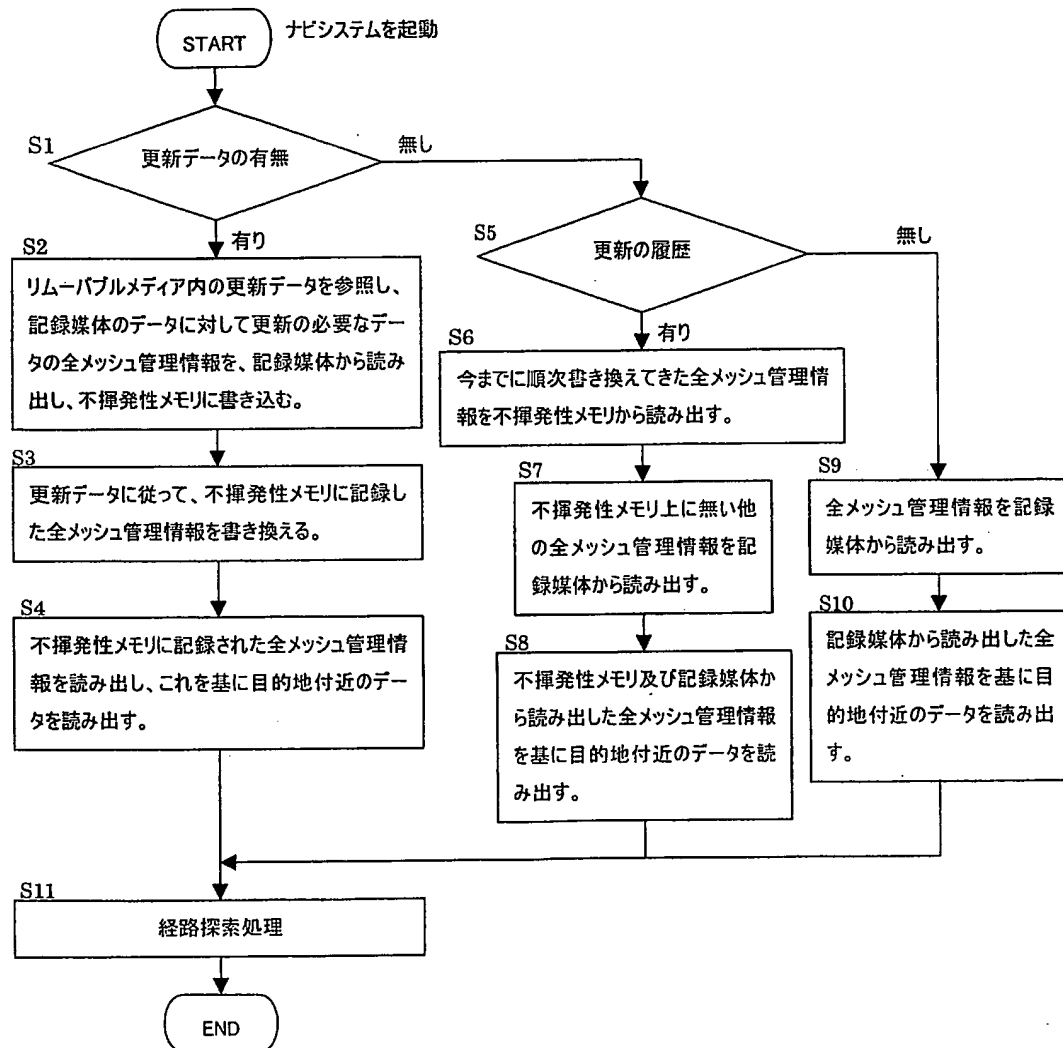 START
ナビシステムを起動
S1
更新データの有無
無し
有り
S2
リムーバブルメディア内の更新データを参照し、
記録媒体のデータに対して更新の必要なデー
タの全メッシュ管理情報を、記録媒体から読み
出し、不揮発性メモリに書き込む。
S3
更新データに従って、不揮発性メモリに記録し
た全メッシュ管理情報を書き換える。
S4
不揮発性メモリに記録された全メッシュ管理情
報を読み出し、これを基に目的地付近のデー
タを読み出す。
S5
更新の履歴
無し
有り
S6
今までに順次書き換えてきた全メッシュ管理情
報を不揮発性メモリから読み出す。
S7
不揮発性メモリ上に無い他
の全メッシュ管理情報を記
録媒体から読み出す。
S8
不揮発性メモリ及び記録媒体か
ら読み出した全メッシュ管理情報
を基に目的地付近のデータを読
み出す。
S9
全メッシュ管理情報を記録
媒体から読み出す。
S10
記録媒体から読み出した全
メッシュ管理情報を基に目
的地付近のデータを読み出
す。
S11
経路探索処理
END